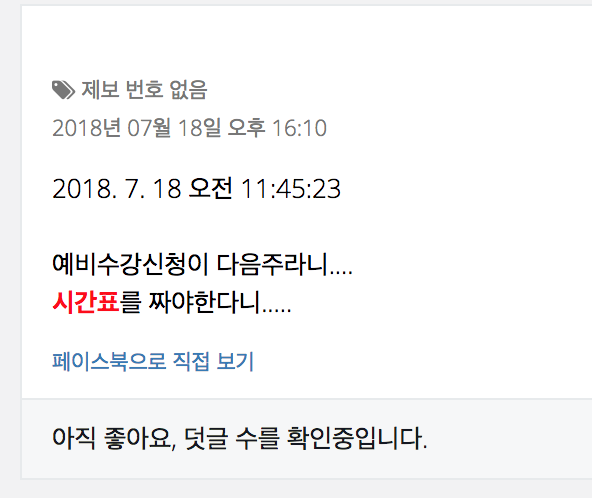 제보 번호 없음
2018년 07월 18일 오후 16:10
2018. 7. 18 오전 11:45:23
예비수강신청이 다음주라니....
시간표를 짜야한다니.....
페이스북으로 직접 보기
아직 좋아요, 덧글 수를 확인중입니다.